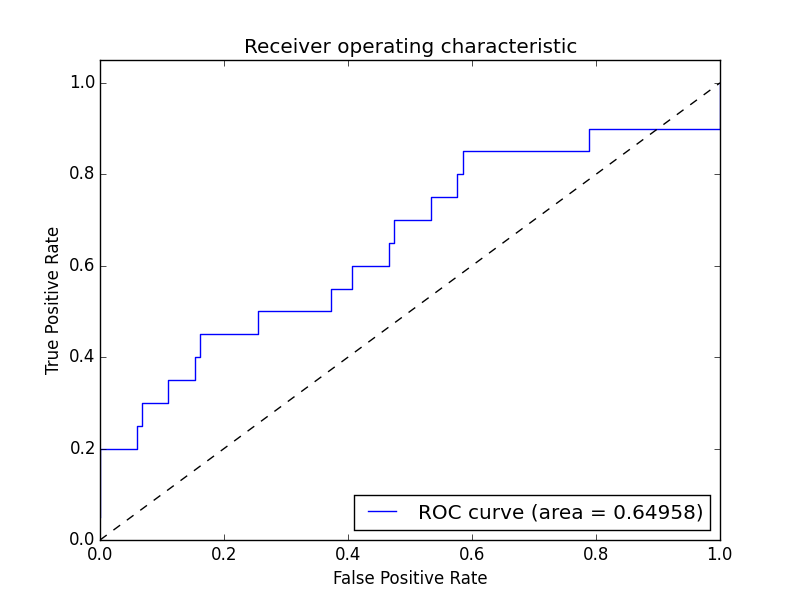 Receiver operating characteristic
1.0
0.8
0.6
0.4
0.2
0.0
True Positive Rate
ROC curve (area = 0.64958)
0.0 0.2 0.4 0.6 0.8 1.0
False Positive Rate